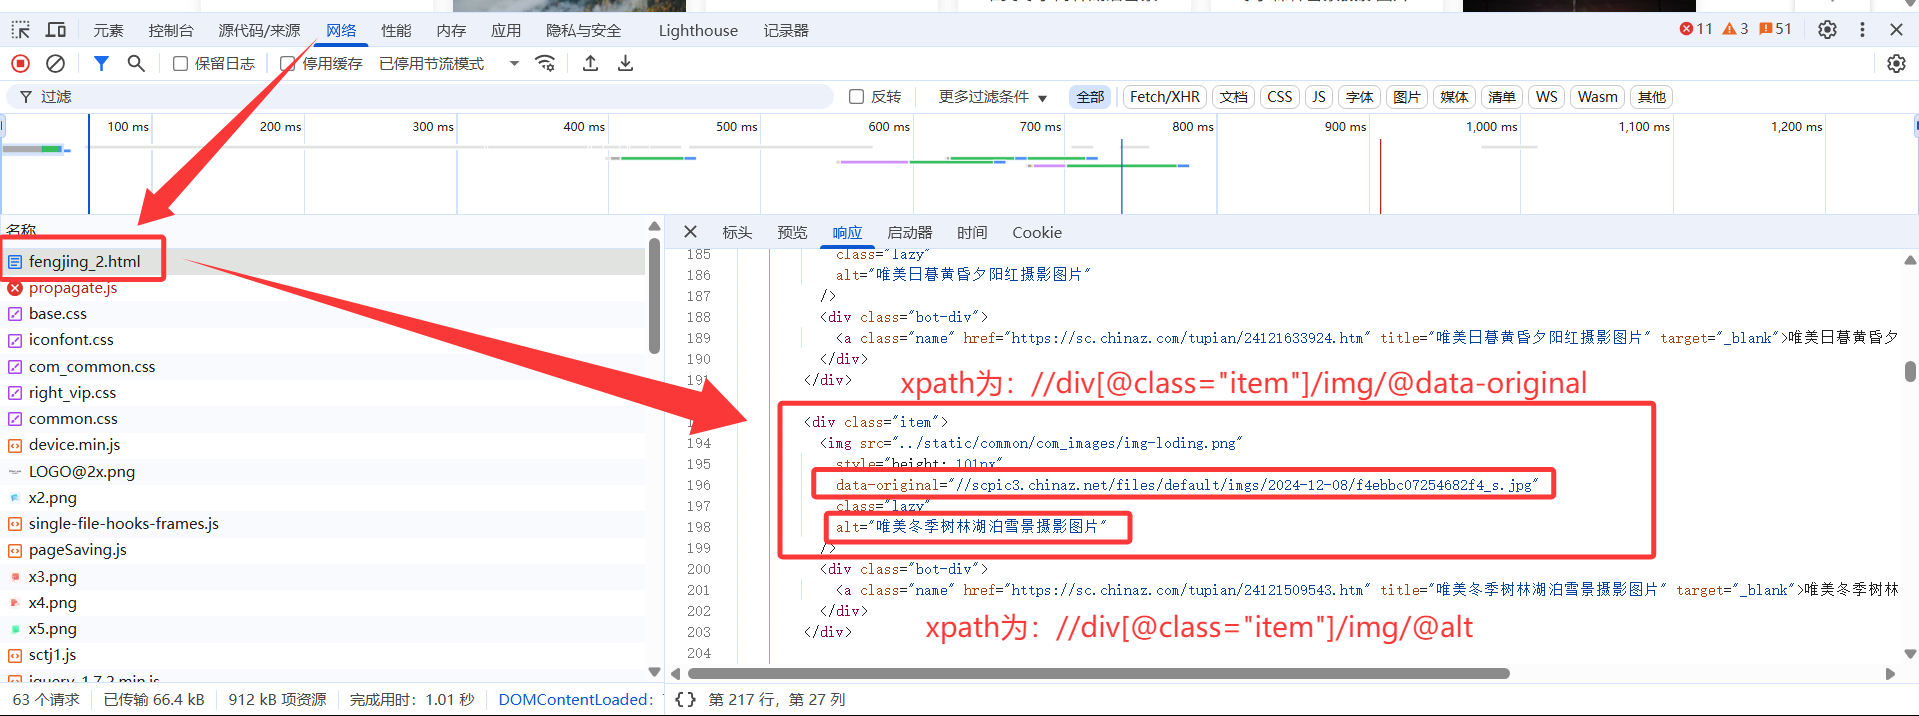 元素 控制台 源代码/来源 网络 性能 内存 应用 隐私与安全 Lighthouse 记录器 11 3 51
保留日志 停用缓存 已停用节流模式
过滤 反转 更多过滤条件 全部 Fetch/XHR 文档 CSS JS 字体 图片 媒体 清单 WS Wasm 其他
100 ms 200 ms 300 ms 400 ms 500 ms 600 ms 700 ms 800 ms 900 ms 1,000 ms 1,100 ms 1,200 ms
名称
fengjing_2.html
propagate.js
base.css
iconfont.css
com_common.css
right_vip.css
common.css
device.min.js
LOGO@2x.png
x2.png
single-file-hooks-frames.js
pageSaving.js
x3.png
x4.png
x5.png
sctj1.js
jquery-1.7.2.min.js
63 个请求 已传输 66.4 kB 912 kB 项资源 完成用时：1.01 秒 DOMContentLoaded：
标头 预览 响应 启动器 时间 Cookie
185 class="lazy"
186 alt="唯美日暮黄昏夕阳红摄影图片"
187 />
188 <div class="bot-div">
189 <a class="name" href="https://sc.chinaz.com/tupian/24121633924.htm" title="唯美日暮黄昏夕阳红摄影图片" target="_blank">唯美日暮黄昏夕
190 </div>
191 </div>
xpath为：//div[@class="item"]/img/@data-original
<div class="item">
194 <img src="../static/common/com_images/img-loding.png"
195 style="height: 101px"
196 data-original="//scpic3.chinaz.net/files/default/imgs/2024-12-08/f4ebbc07254682f4_s.jpg"
197 class="lazy"
198 alt="唯美冬季树林湖泊雪景摄影图片"
199 />
200 <div class="bot-div">
201 <a class="name" href="https://sc.chinaz.com/tupian/24121509543.htm" title="唯美冬季树林湖泊雪景摄影图片" target="_blank">唯美冬季树林
202 </div>
203 </div>
xpath为：//div[@class="item"]/img/@alt
204
{} 第 217 行，第 27 列